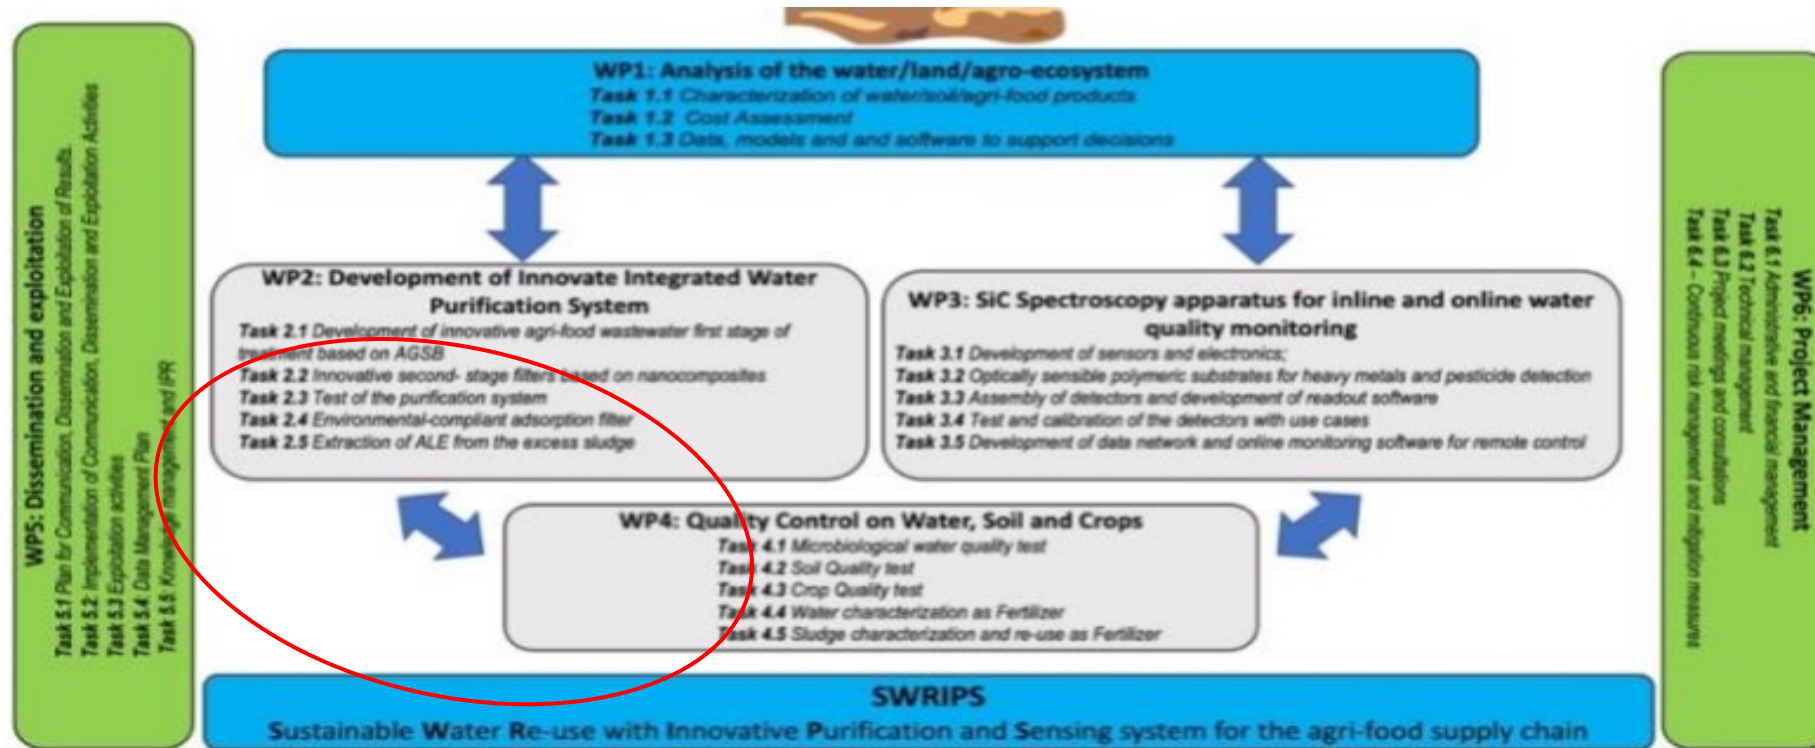 WP5: Dissemination and exploitation
Task 5.1 Plan for Communication, Dissemination and Exploitation of Results.
Task 5.2: Implementation of Communication, Dissemination and Exploitation Activities
Task 5.3 Exploitation activities
Task 5.4: Data Management Plan
Task 5.5: Knowledge management and IPR
WP1: Analysis of the water/land/agro-ecosystem
Task 1.1 Characterization of water/soil/agri-food products
Task 1.2 Cost Assessment
Task 1.3 Data, models and and software to support decisions
WP2: Development of Innovate Integrated Water
Purification System
Task 2.1 Development of innovative agri-food wastewater first stage of
treatment based on AGSB
Task 2.2 Innovative second- stage filters based on nanocomposites
Task 2.3 Test of the purification system
Task 2.4 Environmental-compliant adsorption filter
Task 2.5 Extraction of ALE from the excess sludge
WP3: SiC Spectroscopy apparatus for inline and online water
quality monitoring
Task 3.1 Development of sensors and electronics;
Task 3.2 Optically sensible polymeric substrates for heavy metals and pesticide detection
Task 3.3 Assembly of detectors and development of readout software
Task 3.4 Test and calibration of the detectors with use cases
Task 3.5 Development of data network and online monitoring software for remote control
WP4: Quality Control on Water, Soil and Crops
Task 4.1 Microbiological water quality test
Task 4.2 Soil Quality test
Task 4.3 Crop Quality test
Task 4.4 Water characterization as Fertilizer
Task 4.5 Sludge characterization and re-use as Fertilizer
WP6: Project Management
Task 6.1 Administrative and financial management
Task 6.2 Technical management
Task 6.3 Project meetings and consultations
Task 6.4 – Continuous risk management and mitigation measures
SWRIPS
Sustainable Water Re-use with Innovative Purification and Sensing system for the agri-food supply chain